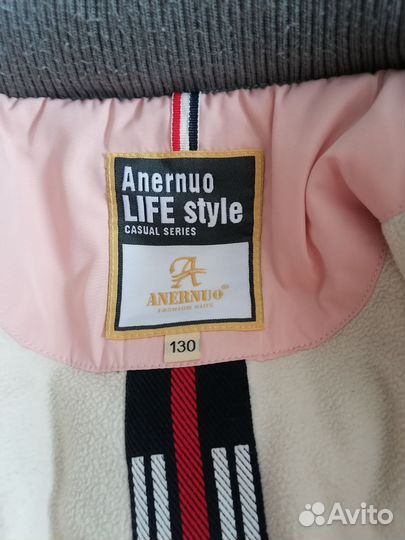 Anernuo
LIFE style
CASUAL SERIES
A
ANERNUO
FASHION KIDS
130
Avito